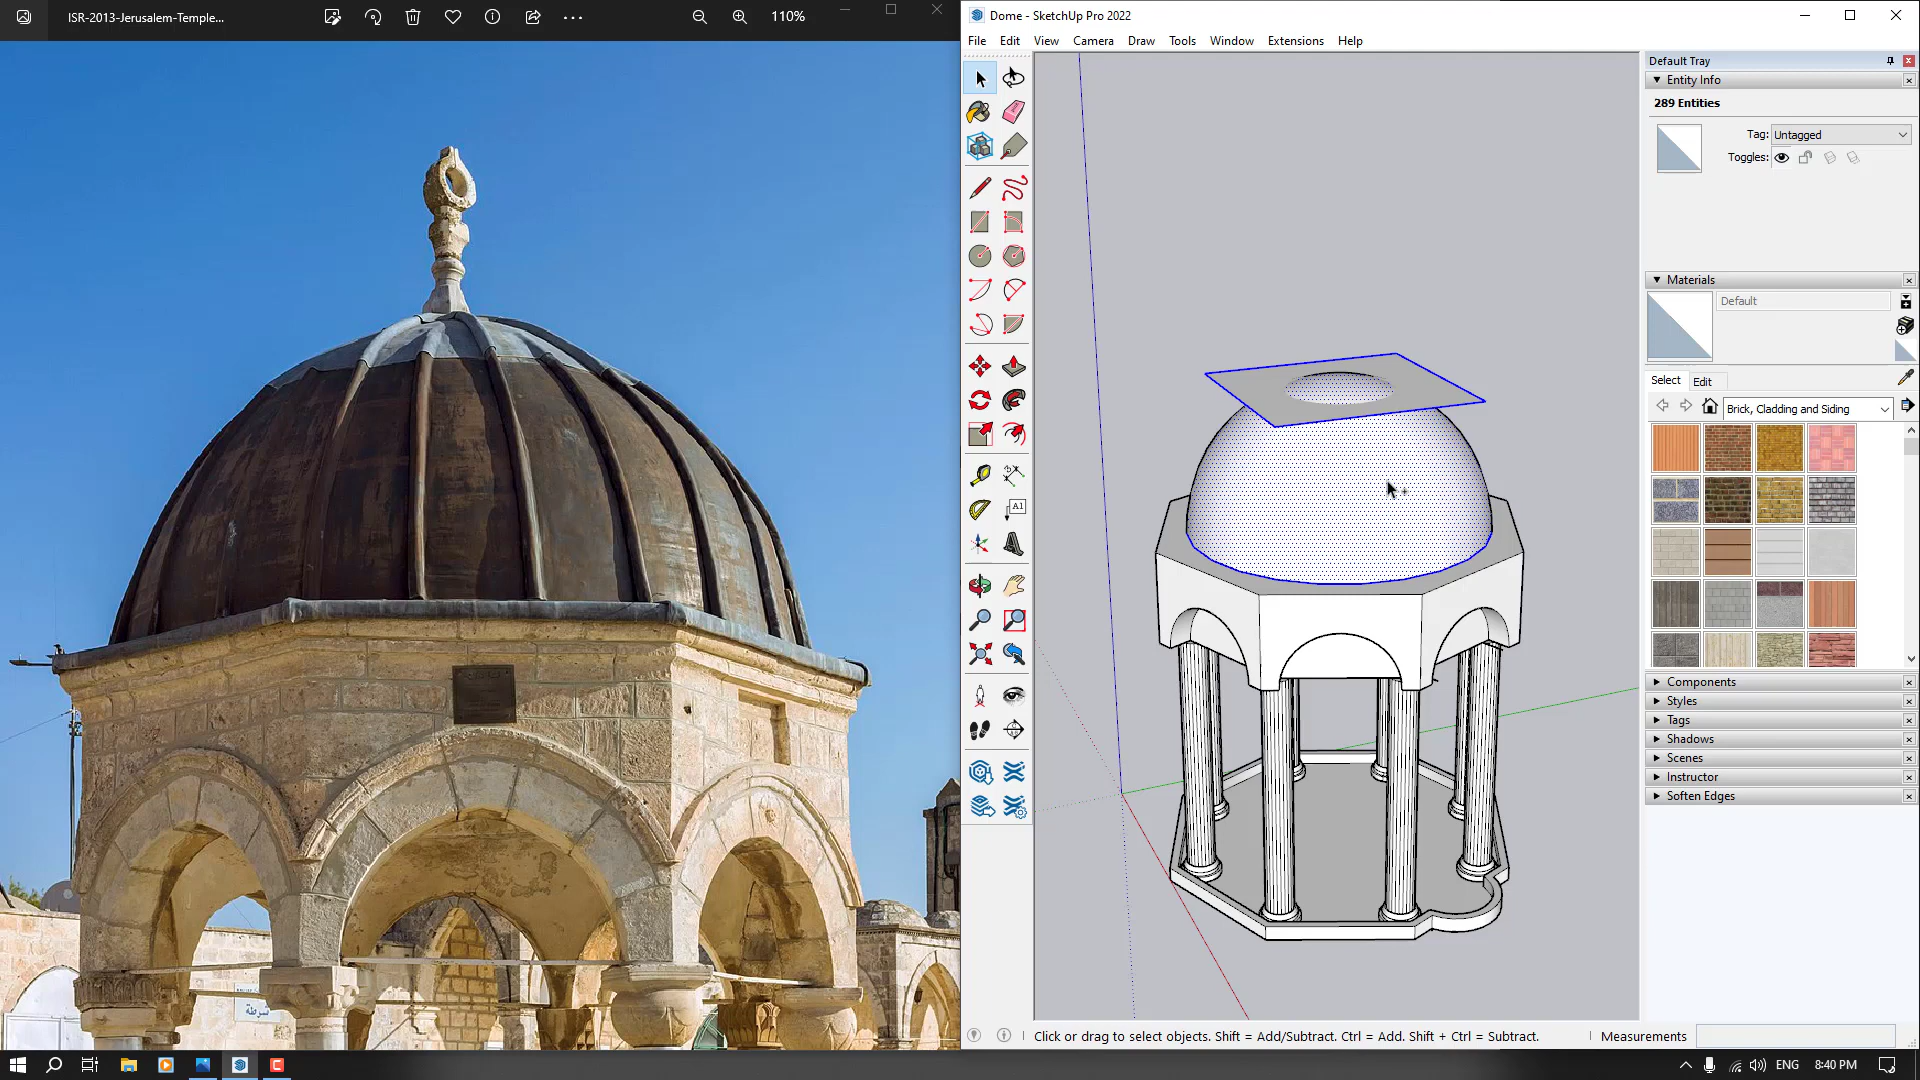 ISR-2013-Jerusalem-Temple...
110%
Dome - SketchUp Pro 2022
File Edit View Camera Draw Tools Window Extensions Help
Default Tray
Entity Info
289 Entities
Tag: Untagged
Toggles:
Materials
Default
Select Edit
Brick, Cladding and Siding
A1
Components
Styles
Tags
Shadows
Scenes
Instructor
Soften Edges
شرطة
Click or drag to select objects. Shift = Add/Subtract. Ctrl = Add. Shift + Ctrl = Subtract.
Measurements
ENG
8:40 PM